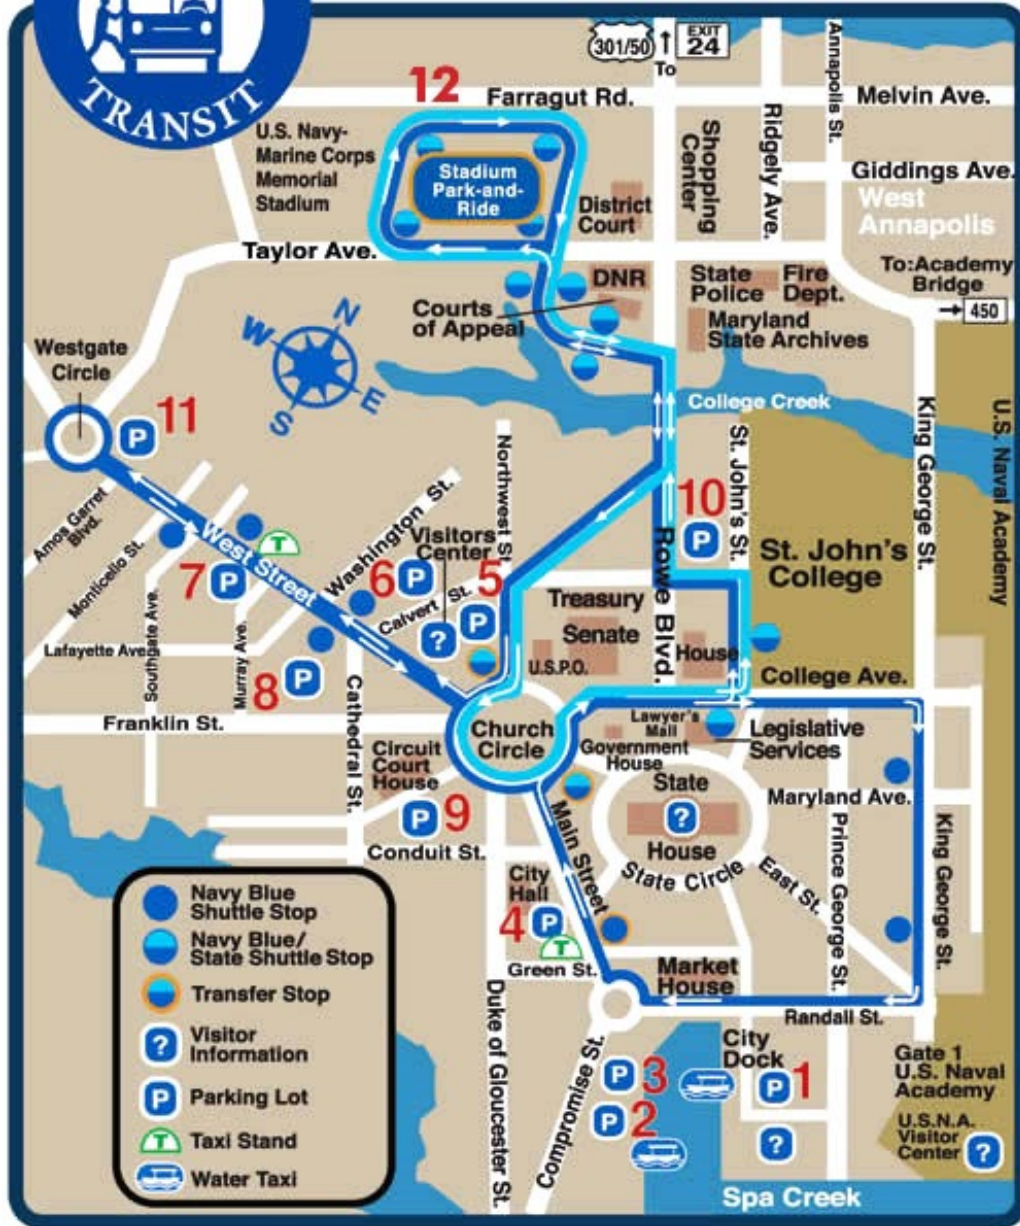 TRANSIT
301/50
EXIT
24
To
12
Farragut Rd.
Annapolis St.
Melvin Ave.
U.S. Navy-
Marine Corps
Memorial
Stadium
Stadium
Park-and-
Ride
Shopping
Center
Ridgely Ave.
Giddings Ave.
West
Annapolis
District
Court
Taylor Ave.
DNR
State
Police
Fire
Dept.
To:Academy
Bridge
450
Courts
of Appeal
Maryland
State Archives
N
W
E
S
Westgate
Circle
P
11
College Creek
King George St.
U.S. Naval Academy
Northwest St.
St. John's St.
Amos Garret
Blvd.
Monticello St.
West Street
T
7
P
Washington St.
6
P
Visitors
Center
5
P
Calvert St.
?
10
P
Rowe Blvd.
St. John's
College
Treasury
Senate
House
U.S.P.O.
Lafayette Ave.
Southgate Ave.
Murray Ave.
8
P
Cathedral St.
Franklin St.
College Ave.
Church
Circle
Lawyer's
Mall
Government
House
Legislative
Services
Circuit
Court
House
P
9
State
?
House
State Circle
Maryland Ave.
Prince George St.
King George St.
East St.
Conduit St.
Main Street
City
Hall
4
P
T
Green St.
Market
House
Randall St.
Duke of Gloucester St.
Compromise St.
P
3
P
2
City
Dock
P
1
?
Gate 1
U.S. Naval
Academy
U.S.N.A.
Visitor
Center
?
Spa Creek
Navy Blue
Shuttle Stop
Navy Blue/
State Shuttle Stop
Transfer Stop
?
Visitor
Information
P
Parking Lot
T
Taxi Stand
Water Taxi